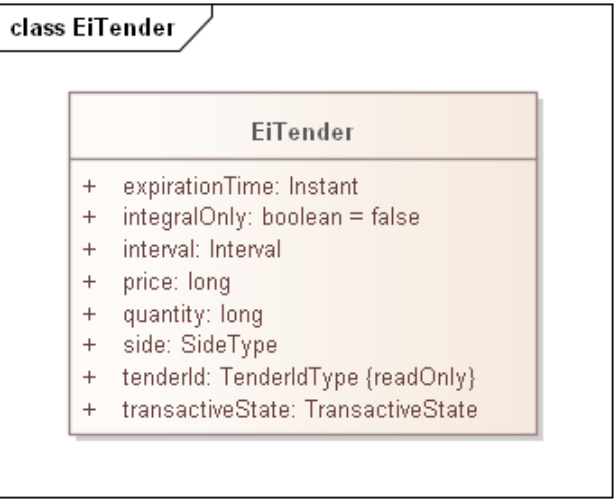 class EiTender
EiTender
+ expirationTime: Instant
+ integralOnly: boolean = false
+ interval: Interval
+ price: long
+ quantity: long
+ side: SideType
+ tenderId: TenderIdType {readOnly}
+ transactiveState: TransactiveState